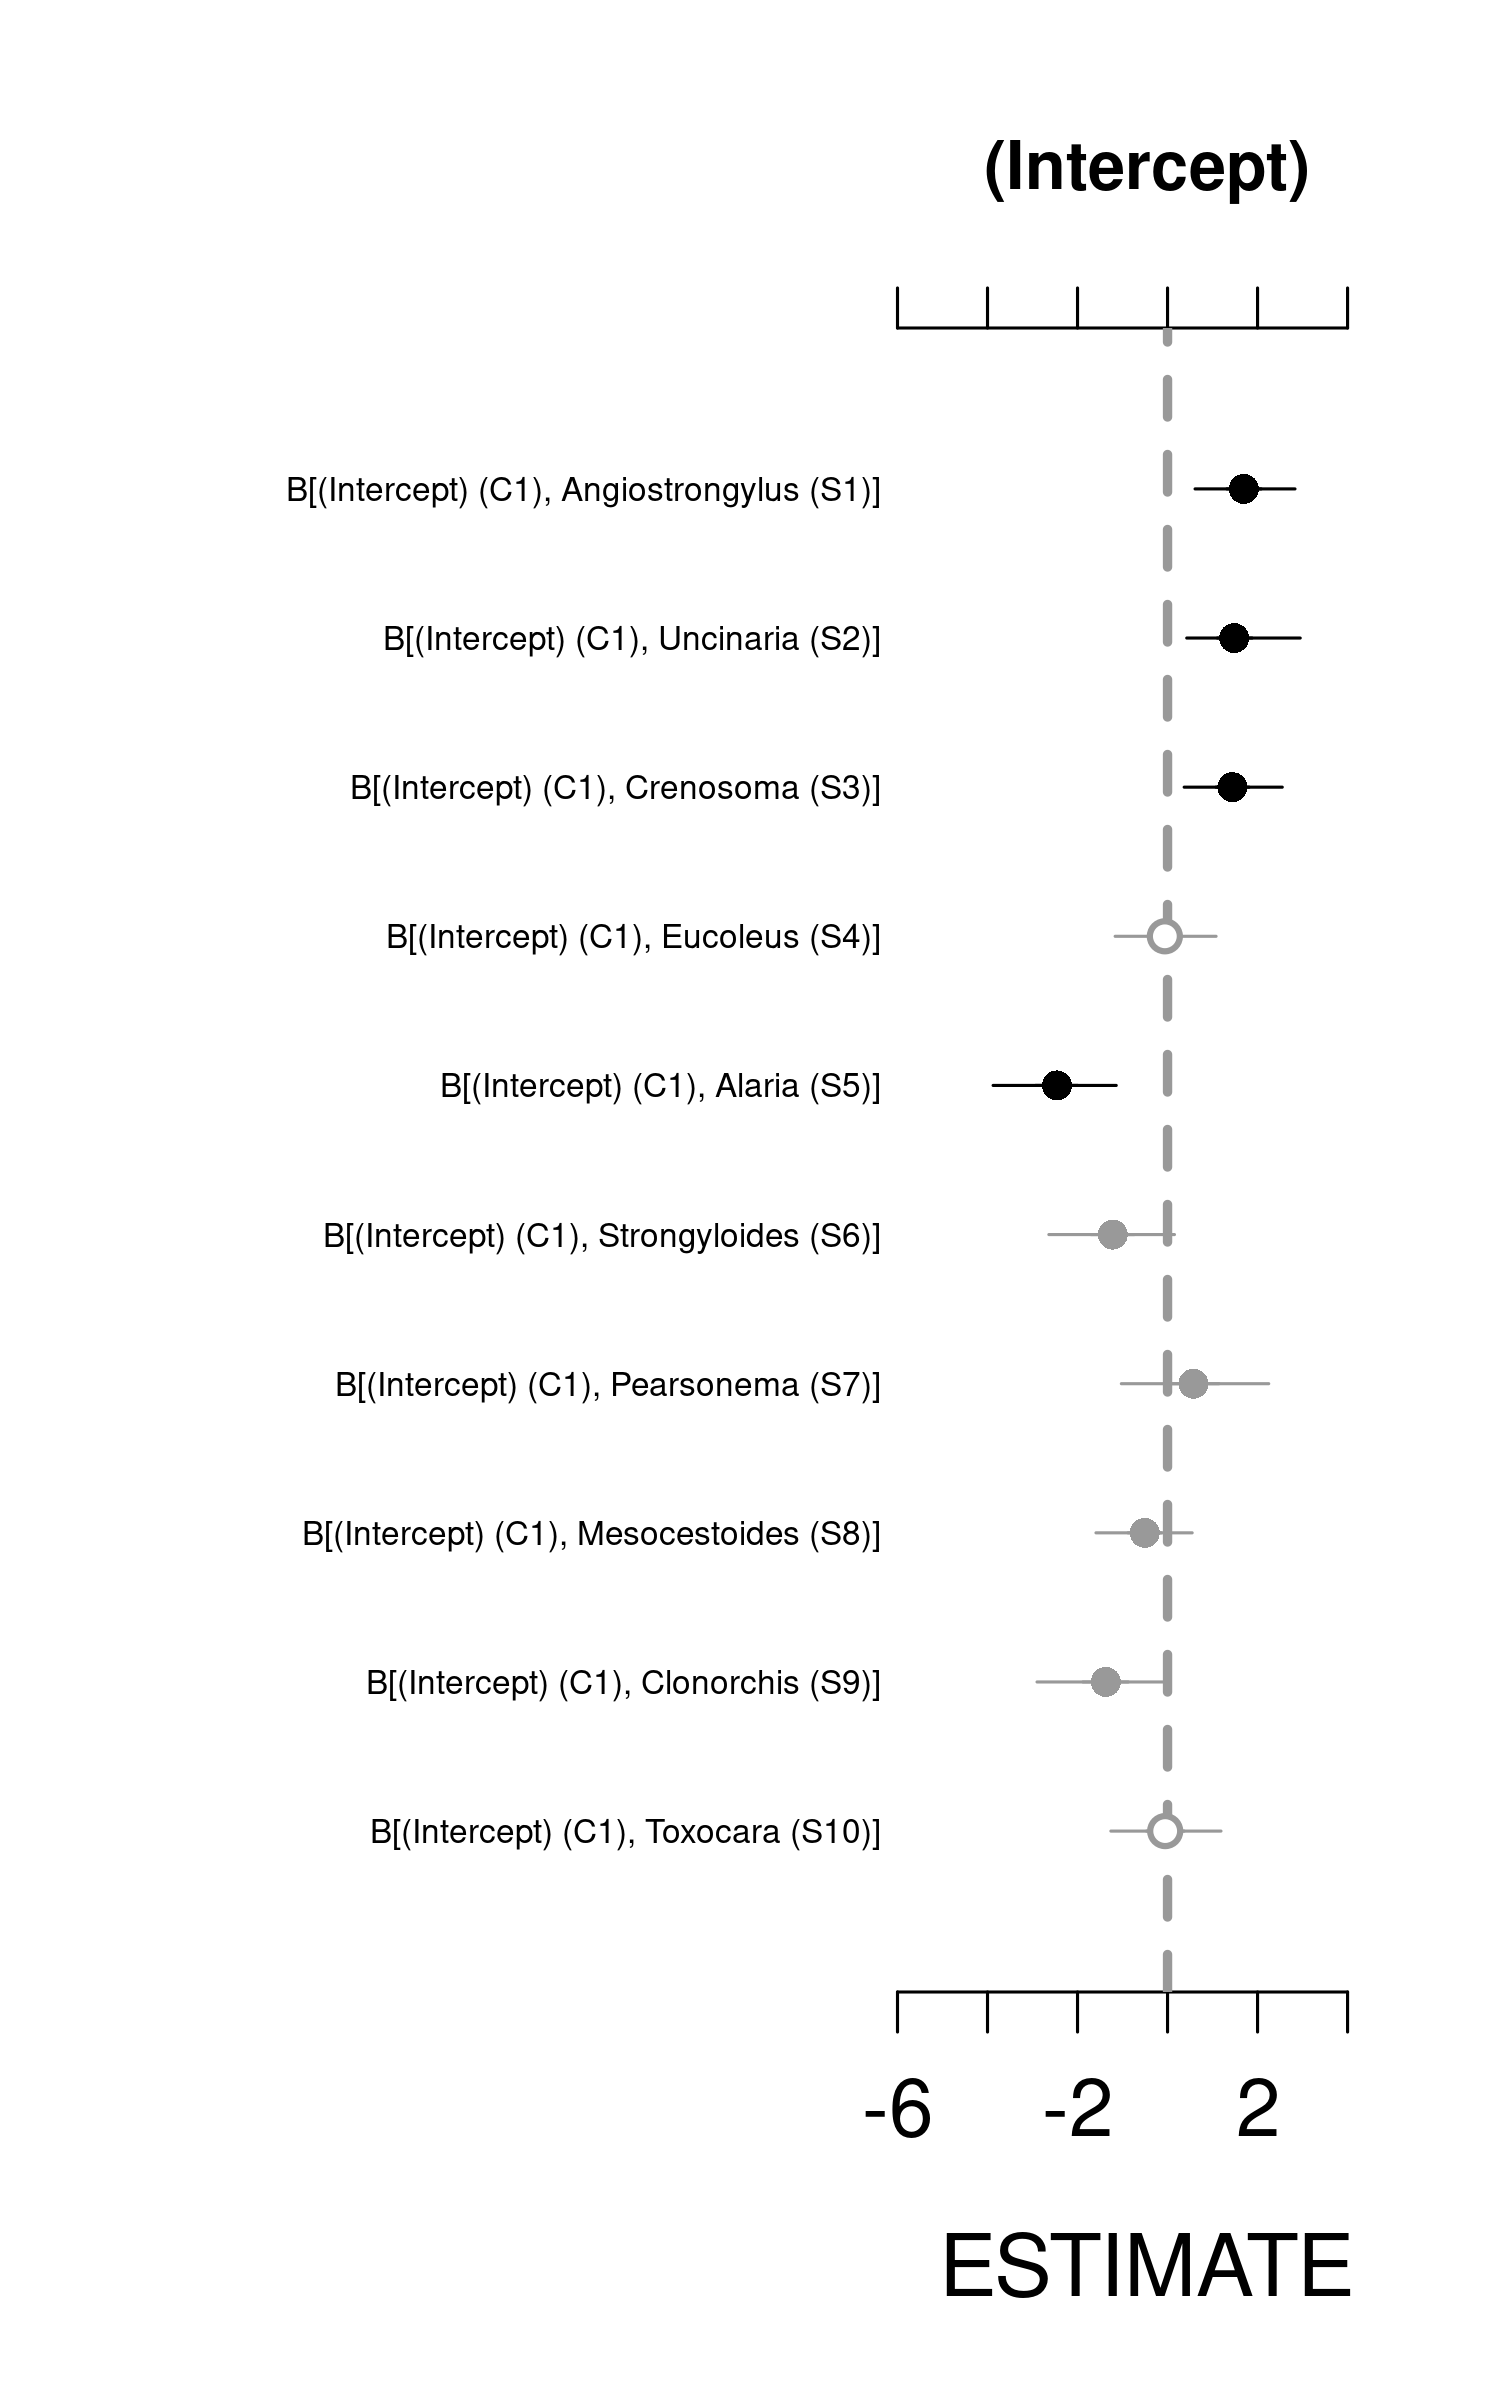 (Intercept)
B[(Intercept) (C1), Angiostrongylus (S1)]
B[(Intercept) (C1), Uncinaria (S2)]
B[(Intercept) (C1), Crenosoma (S3)]
B[(Intercept) (C1), Eucoleus (S4)]
B[(Intercept) (C1), Alaria (S5)]
B[(Intercept) (C1), Strongyloides (S6)]
B[(Intercept) (C1), Pearsonema (S7)]
B[(Intercept) (C1), Mesocestoides (S8)]
B[(Intercept) (C1), Clonorchis (S9)]
B[(Intercept) (C1), Toxocara (S10)]
-6 -2 2
ESTIMATE